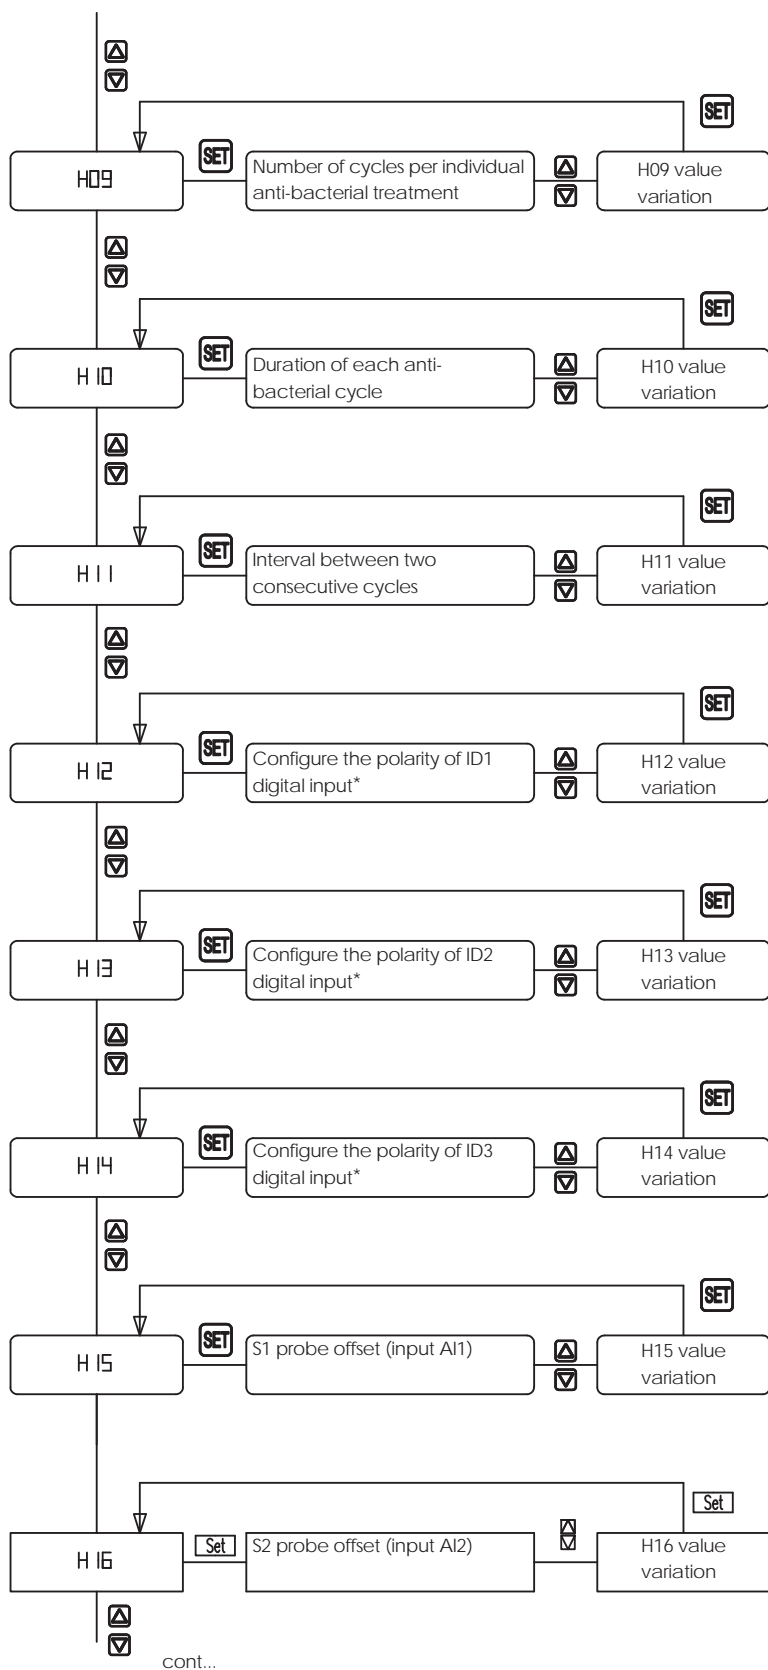 SET
H09
SET
Number of cycles per individual
anti-bacterial treatment
H09 value
variation
SET
H10
SET
Duration of each anti-
bacterial cycle
H10 value
variation
SET
H11
SET
Interval between two
consecutive cycles
H11 value
variation
SET
H12
SET
Configure the polarity of ID1
digital input*
H12 value
variation
SET
H13
SET
Configure the polarity of ID2
digital input*
H13 value
variation
SET
H14
SET
Configure the polarity of ID3
digital input*
H14 value
variation
SET
H15
SET
S1 probe offset (input AI1)
H15 value
variation
Set
H16
Set
S2 probe offset (input AI2)
H16 value
variation
cont...